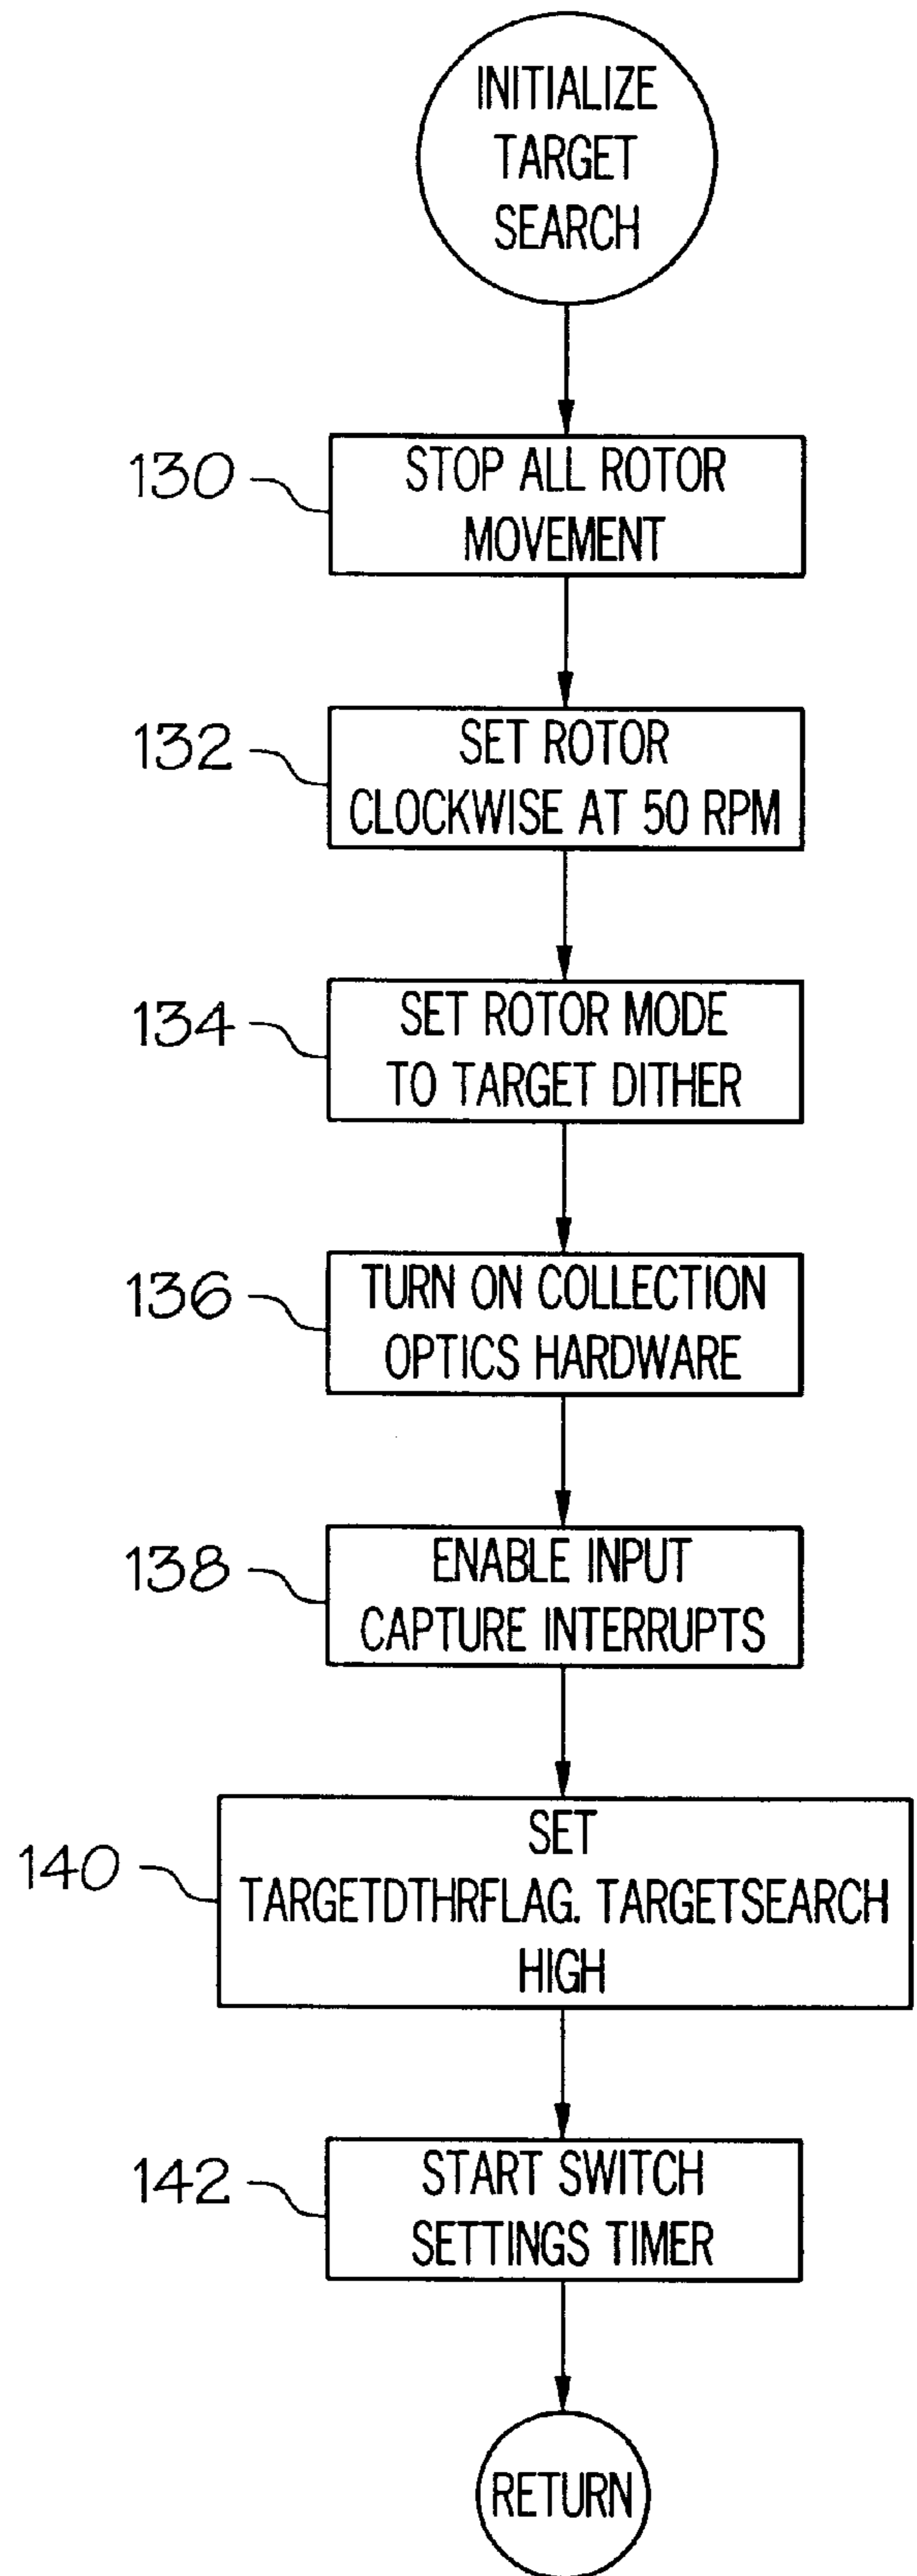 INITIALIZE
TARGET
SEARCH
130
STOP ALL ROTOR
MOVEMENT
132
SET ROTOR
CLOCKWISE AT 50 RPM
134
SET ROTOR MODE
TO TARGET DITHER
136
TURN ON COLLECTION
OPTICS HARDWARE
138
ENABLE INPUT
CAPTURE INTERRUPTS
140
SET
TARGETDTHRFLAG. TARGETSEARCH
HIGH
142
START SWITCH
SETTINGS TIMER
RETURN